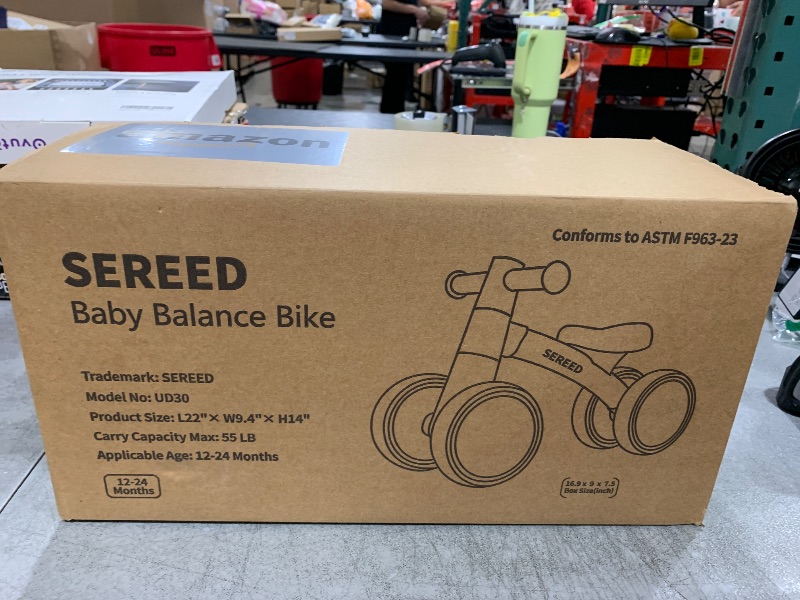 amazon
Conforms to ASTM F963-23
SEREED
Baby Balance Bike
SEREED
Trademark: SEREED
Model No: UD30
Product Size: L22"× W9.4"× H14"
Carry Capacity Max: 55 LB
Applicable Age: 12-24 Months
12-24
Months
16.9 x 9 x 7.5
Box Size(inch)